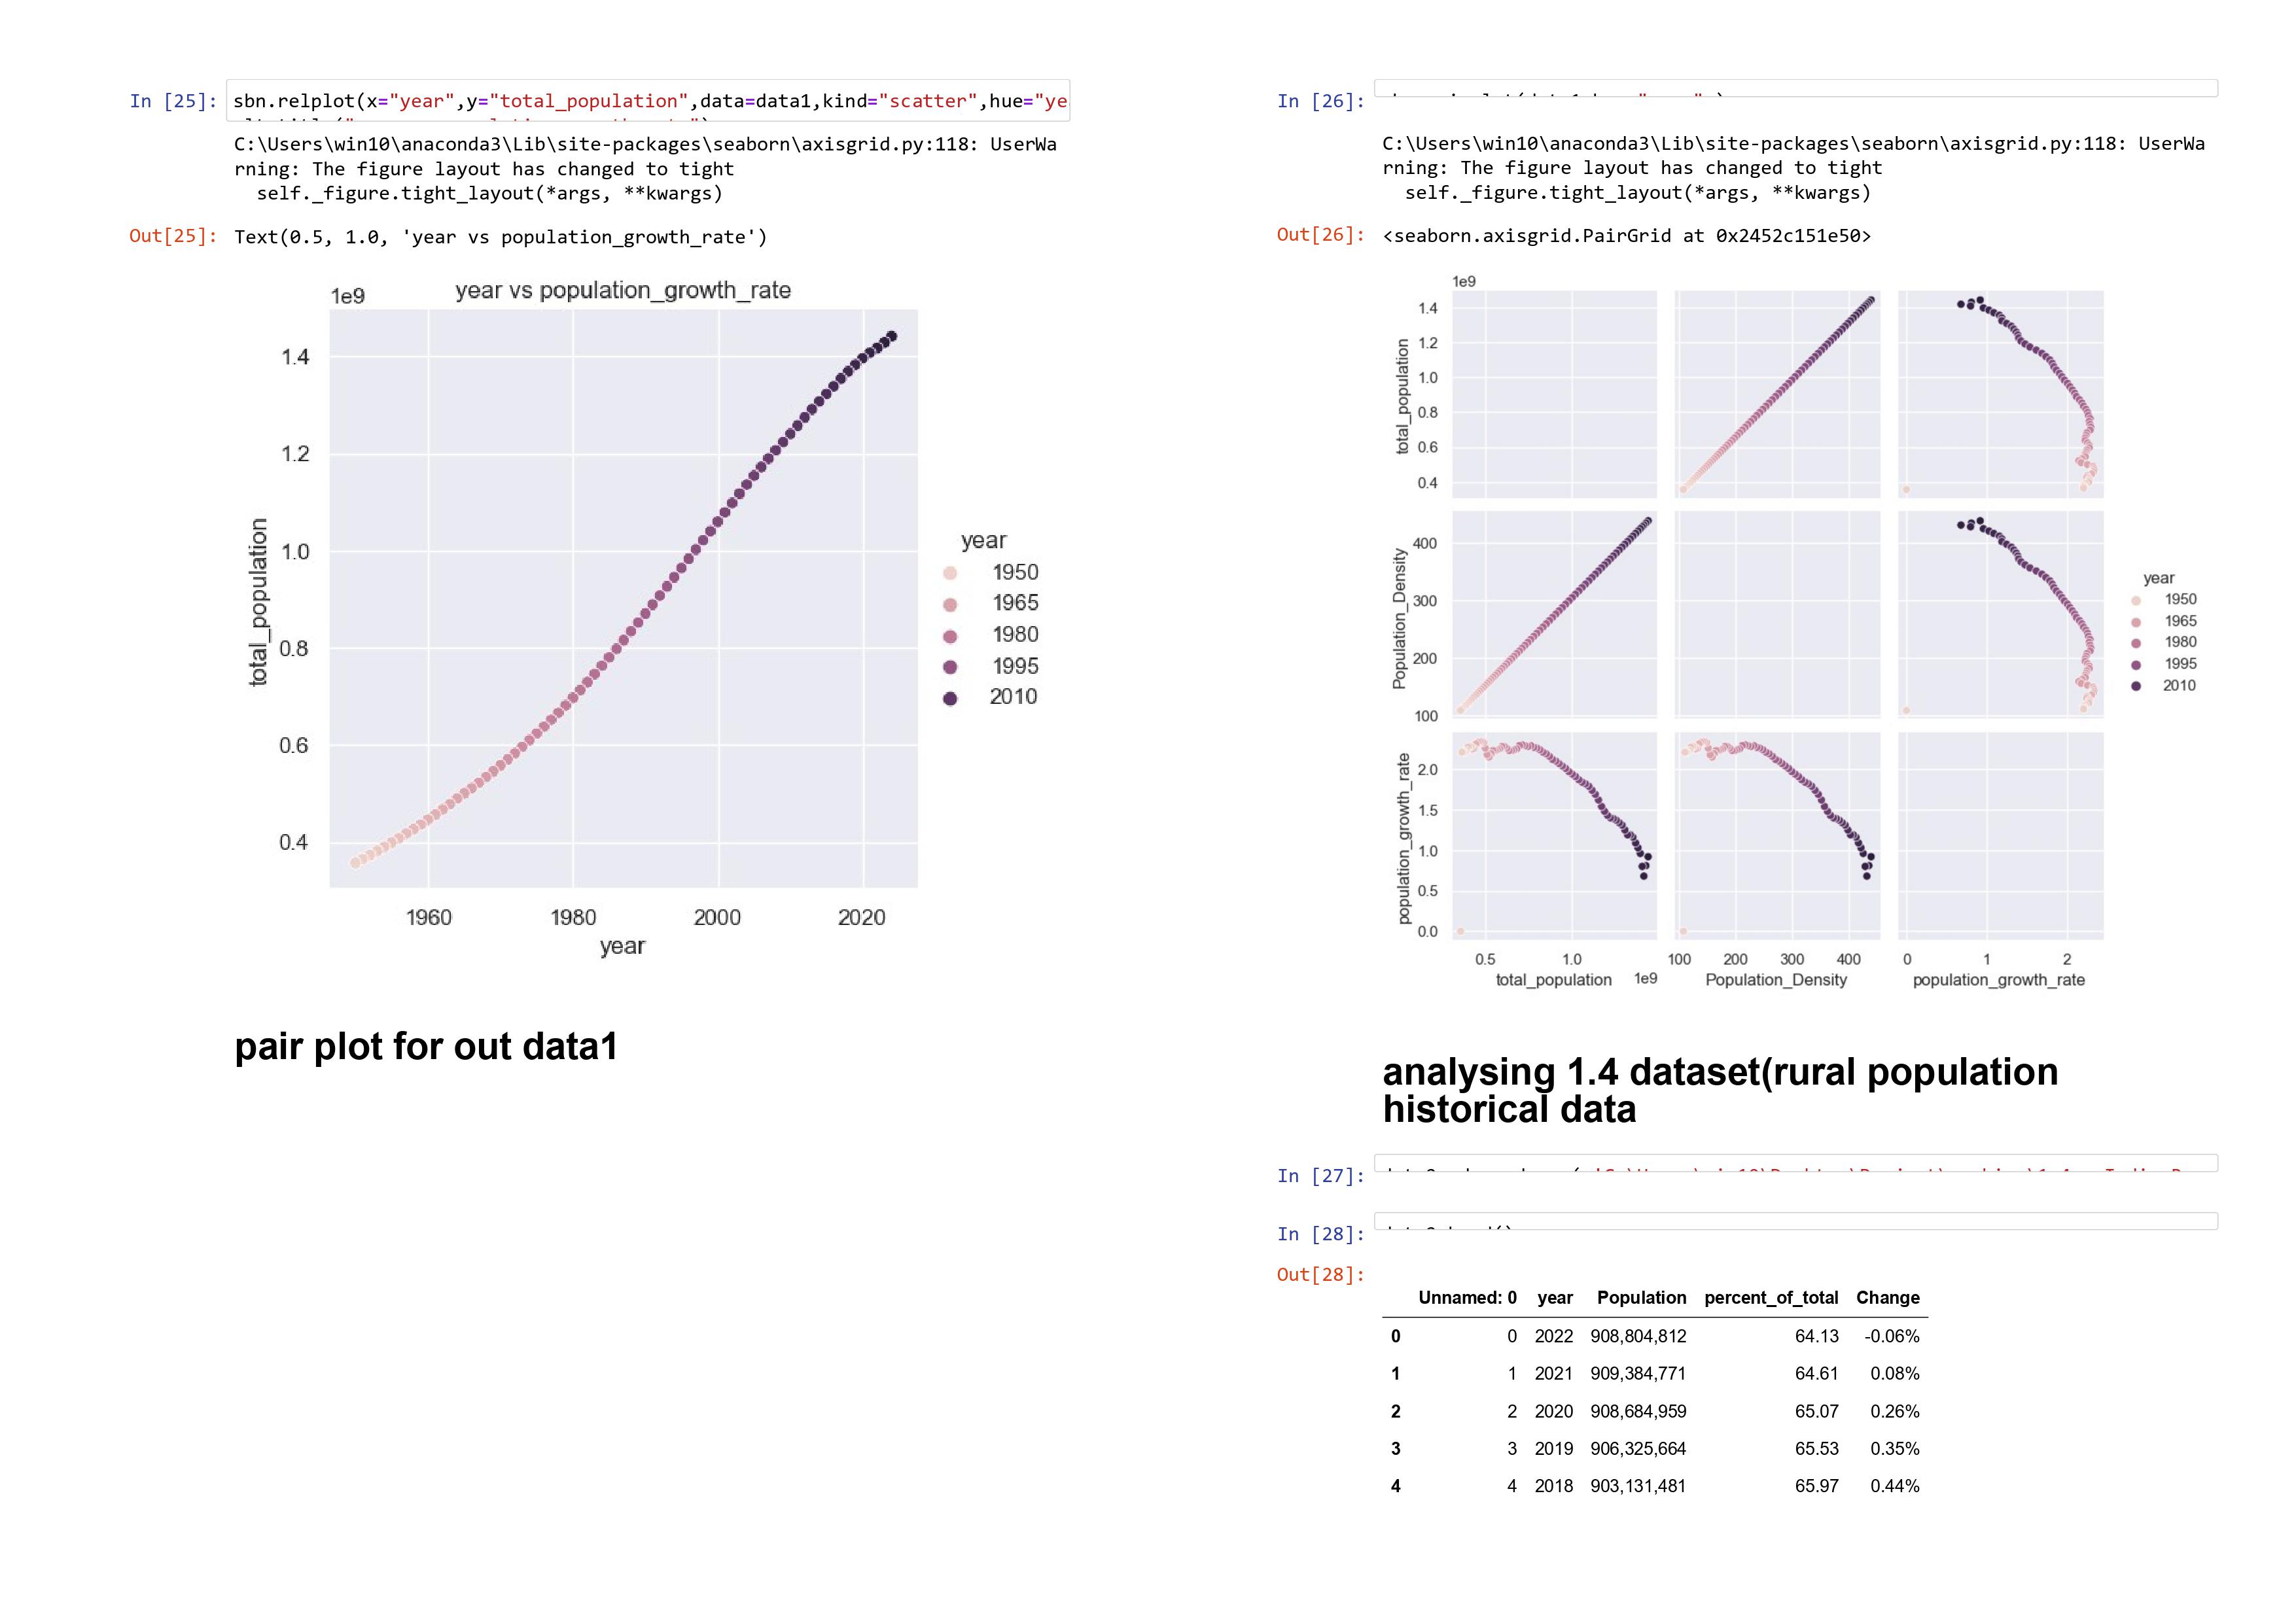 In [25]: sbn.relplot(x="year",y="total_population",data=data1,kind="scatter",hue="ye
C:\Users\win10\anaconda3\Lib\site-packages\seaborn\axisgrid.py:118: UserWa
rning: The figure layout has changed to tight
self._figure.tight_layout(*args, **kwargs)
Out[25]: Text(0.5, 1.0, 'year vs population_growth_rate')
year vs population_growth_rate
1e9
1.4
1.2
1.0
0.8
0.6
0.4
total_population
1960 1980 2000 2020
year
year
1950
1965
1980
1995
2010
pair plot for out data1
In [26]:
C:\Users\win10\anaconda3\Lib\site-packages\seaborn\axisgrid.py:118: UserWa
rning: The figure layout has changed to tight
self._figure.tight_layout(*args, **kwargs)
Out[26]: <seaborn.axisgrid.PairGrid at 0x2452c151e50>
1e9
1.4
1.2
1.0
0.8
0.6
0.4
total_population
400
300
200
100
Population_Density
2.0
1.5
1.0
0.5
0.0
population_growth_rate
0.5 1.0 100 200 300 400 0 1 2
total_population 1e9 Population_Density population_growth_rate
year
1950
1965
1980
1995
2010
analysing 1.4 dataset(rural population
historical data
In [27]:
In [28]:
Out[28]:
Unnamed: 0 year Population percent_of_total Change
0 0 2022 908,804,812 64.13 -0.06%
1 1 2021 909,384,771 64.61 0.08%
2 2 2020 908,684,959 65.07 0.26%
3 3 2019 906,325,664 65.53 0.35%
4 4 2018 903,131,481 65.97 0.44%